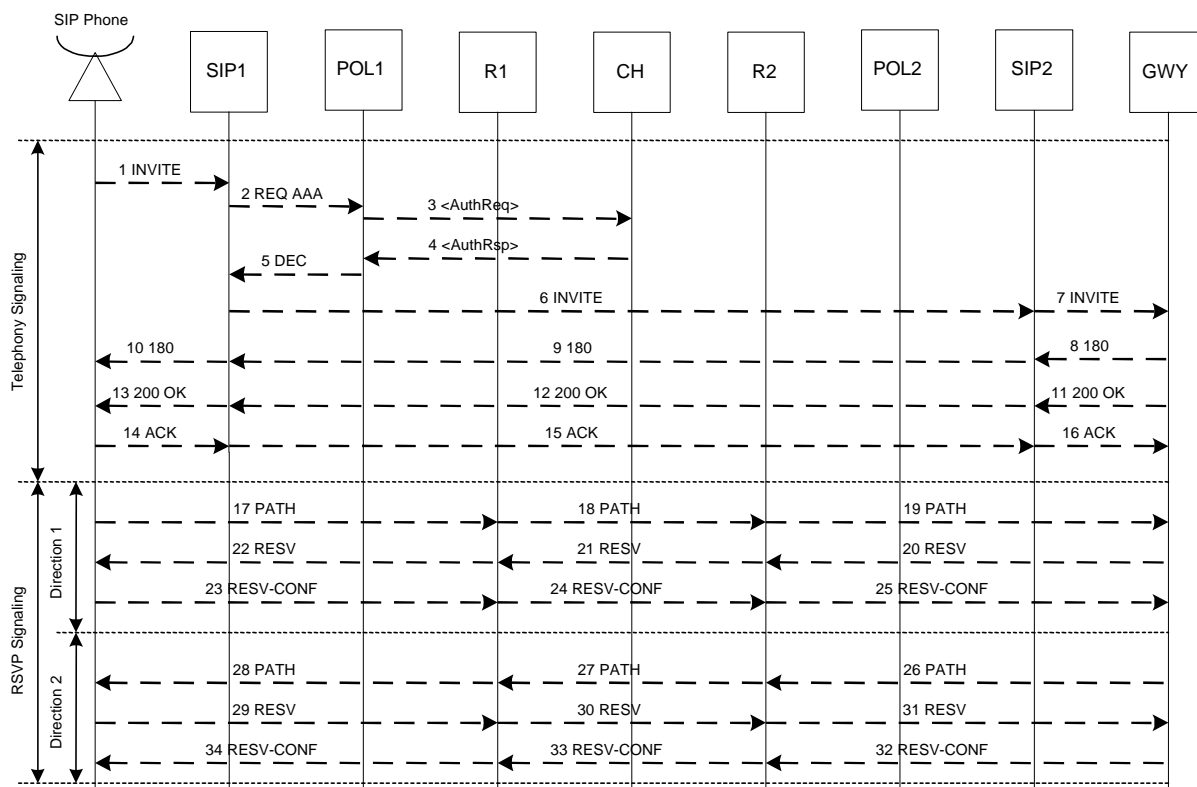 SIP Phone
SIP1
POL1
R1
CH
R2
POL2
SIP2
GWY
Telephony Signaling
1 INVITE
2 REQ AAA
3 <AuthReq>
4 <AuthRsp>
5 DEC
6 INVITE
7 INVITE
10 180
9 180
8 180
13 200 OK
12 200 OK
11 200 OK
14 ACK
15 ACK
16 ACK
RSVP Signaling
Direction 1
17 PATH
18 PATH
19 PATH
22 RESV
21 RESV
20 RESV
23 RESV-CONF
24 RESV-CONF
25 RESV-CONF
Direction 2
28 PATH
27 PATH
26 PATH
29 RESV
30 RESV
31 RESV
34 RESV-CONF
33 RESV-CONF
32 RESV-CONF